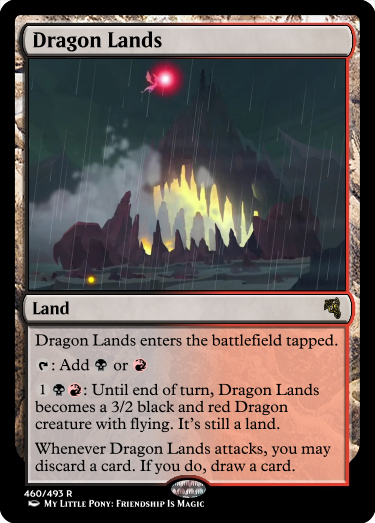 Dragon Lands
Land
Dragon Lands enters the battlefield tapped.
: Add or
1 : Until end of turn, Dragon Lands
becomes a 3/2 black and red Dragon
creature with flying. It's still a land.
Whenever Dragon Lands attacks, you may
discard a card. If you do, draw a card.
460/493 R
My Little Pony: Friendship Is Magic